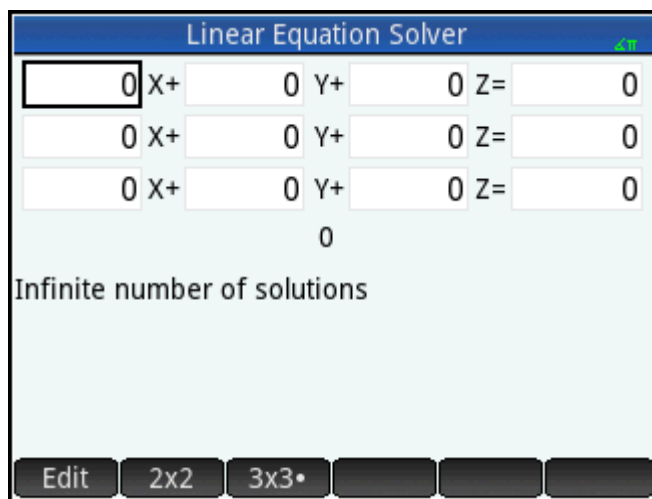 Linear Equation Solver ∡π
0 X+ 0 Y+ 0 Z= 0
0 X+ 0 Y+ 0 Z= 0
0 X+ 0 Y+ 0 Z= 0
0
Infinite number of solutions
Edit 2x2 3x3•